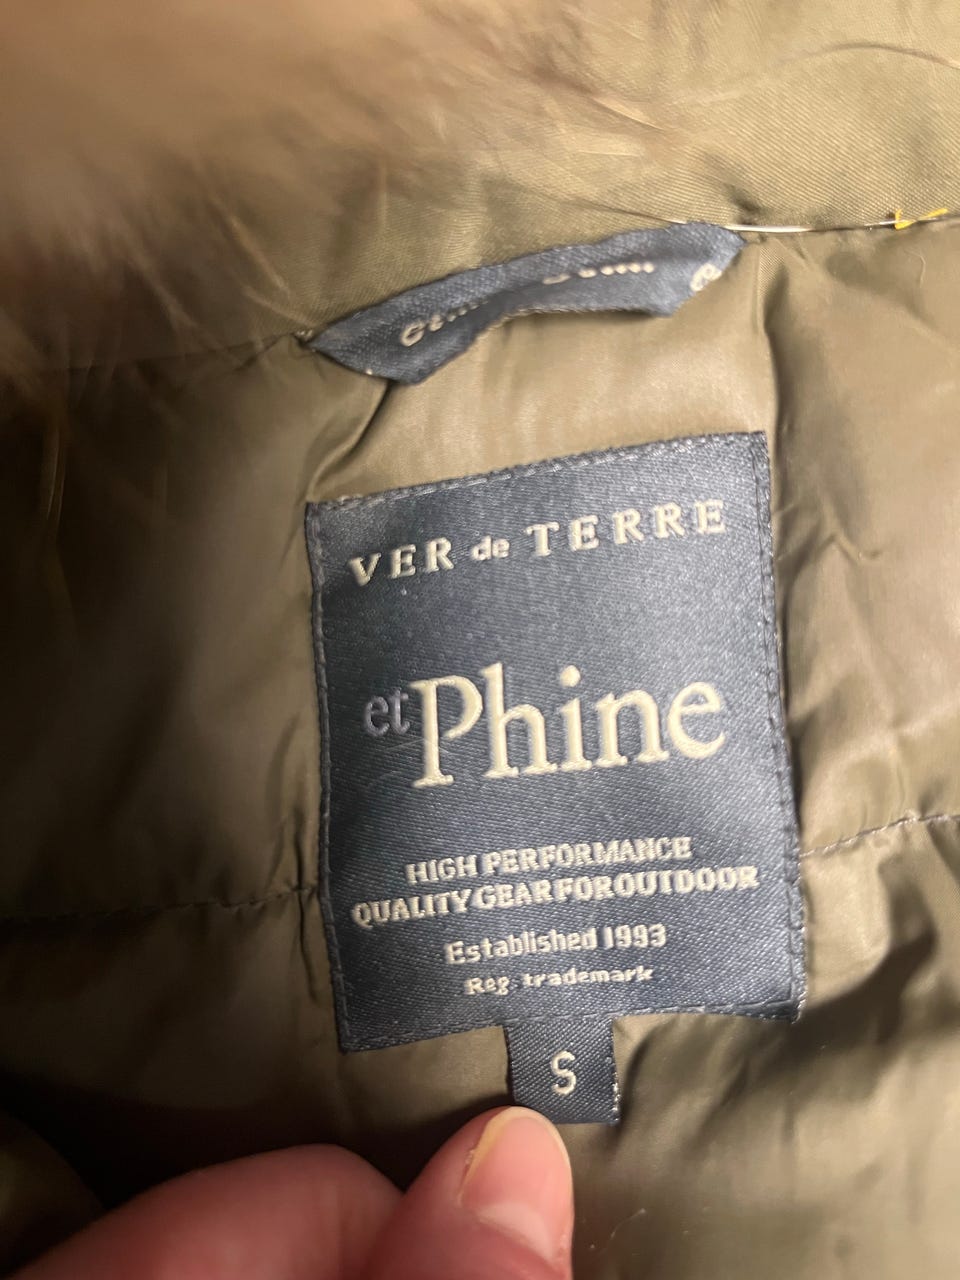 VER de TERRE
et Phine
HIGH PERFORMANCE
QUALITY GEAR FOR OUTDOOR
Established 1993
Reg. trademark
S